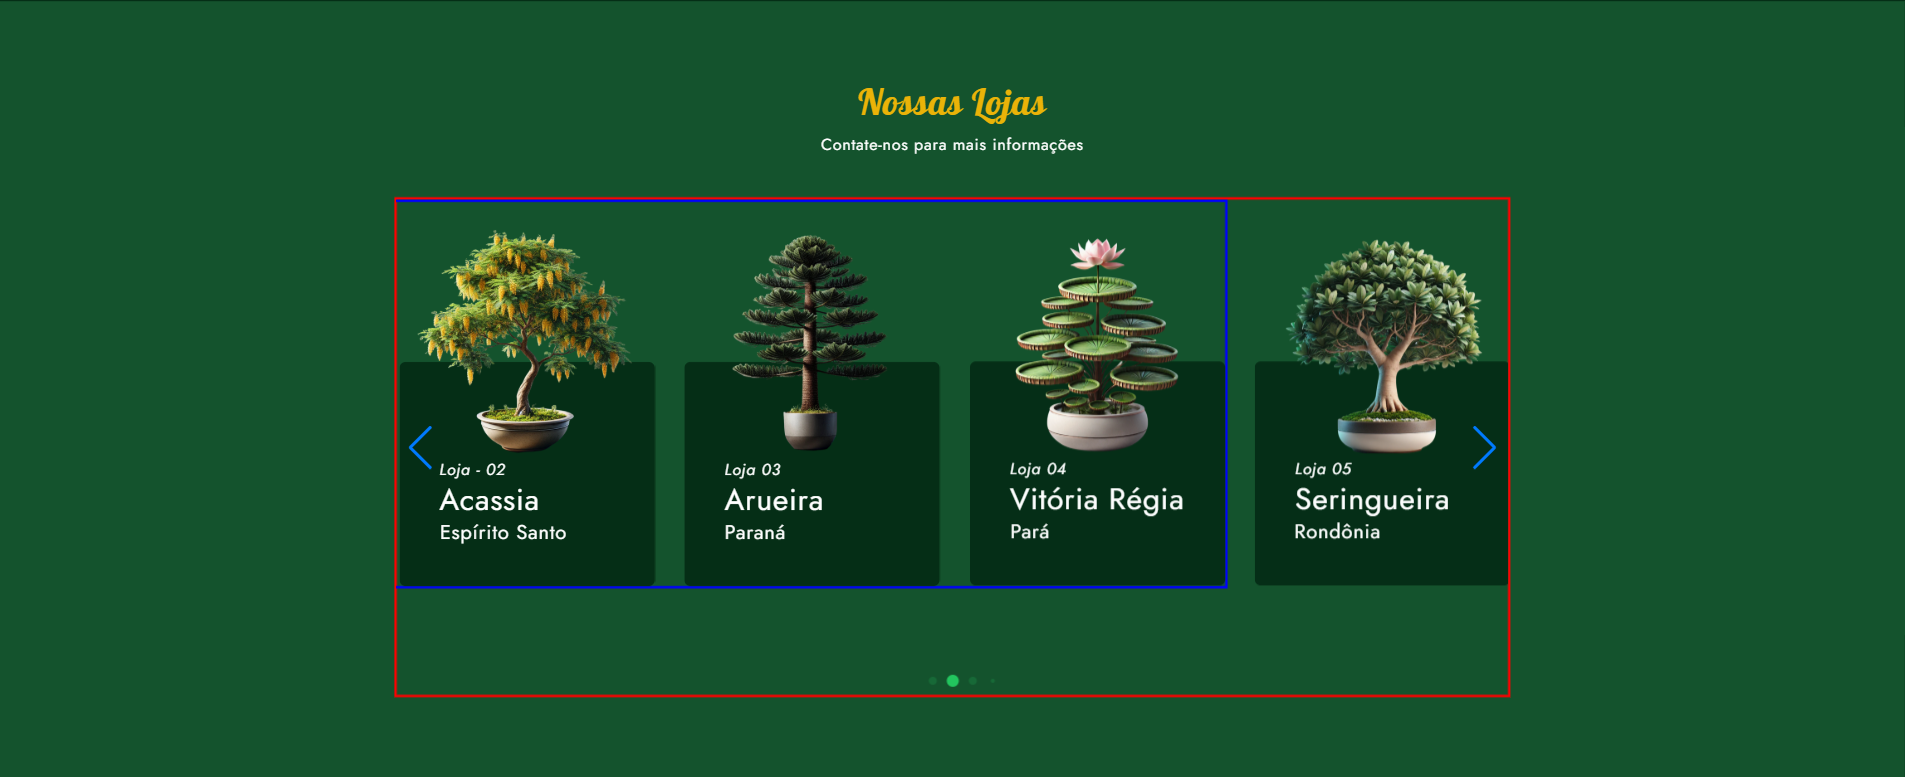 Nossas Lojas
Contate-nos para mais informações
Loja - 02
Acassia
Espírito Santo
Loja 03
Arueira
Paraná
Loja 04
Vitória Régia
Pará
Loja 05
Seringueira
Rondônia